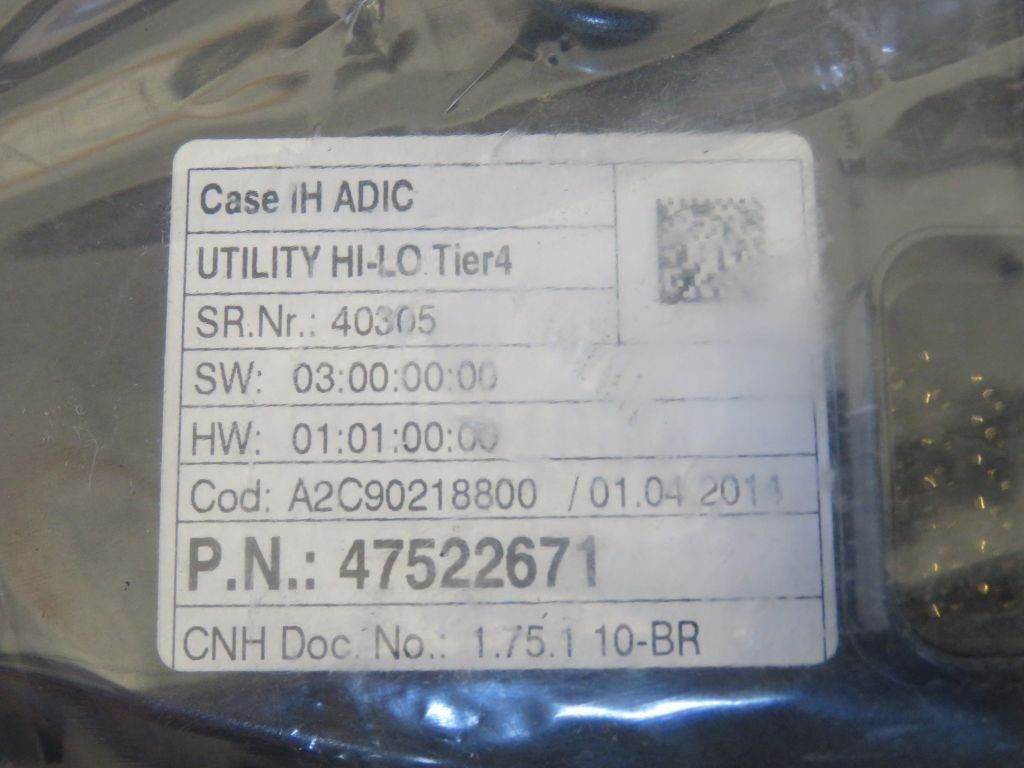 Case IH ADIC
UTILITY HI-LO Tier4
SR.Nr.: 40305
SW: 03:00:00:00
HW: 01:01:00:00
Cod: A2C90218800 / 01.04.2014
P.N.: 47522671
CNH Doc. No.: 1.75.1 10-BR